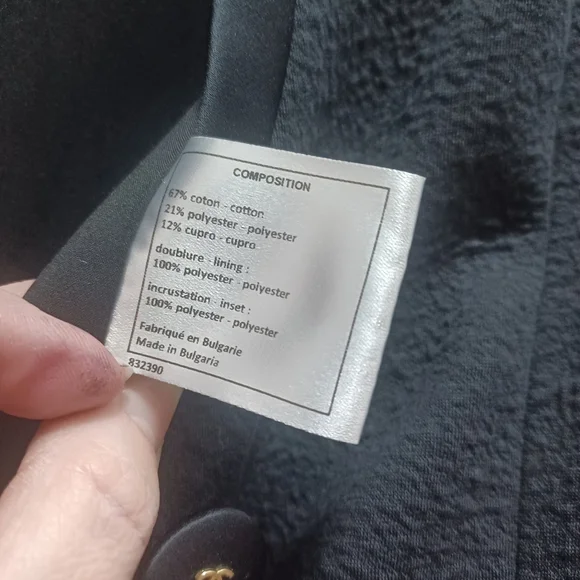 COMPOSITION
67% coton - cotton
21% polyester - polyester
12% cupro - cupro
doublure - lining :
100% polyester - polyester
incrustation - inset :
100% polyester - polyester
Fabriqué en Bulgarie
Made in Bulgaria
832390